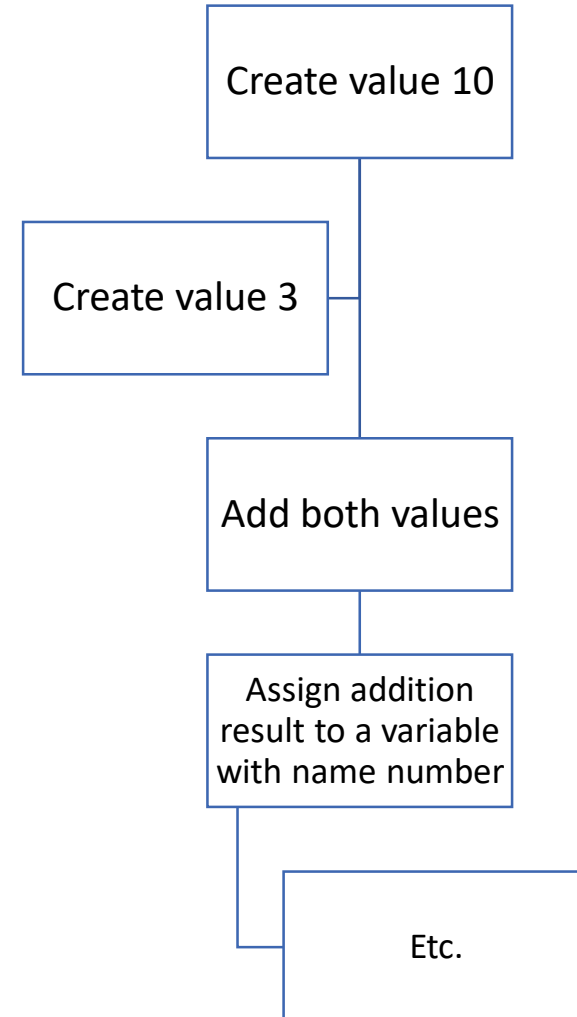 Create value 10
Create value 3
Add both values
Assign addition
result to a variable
with name number
Etc.